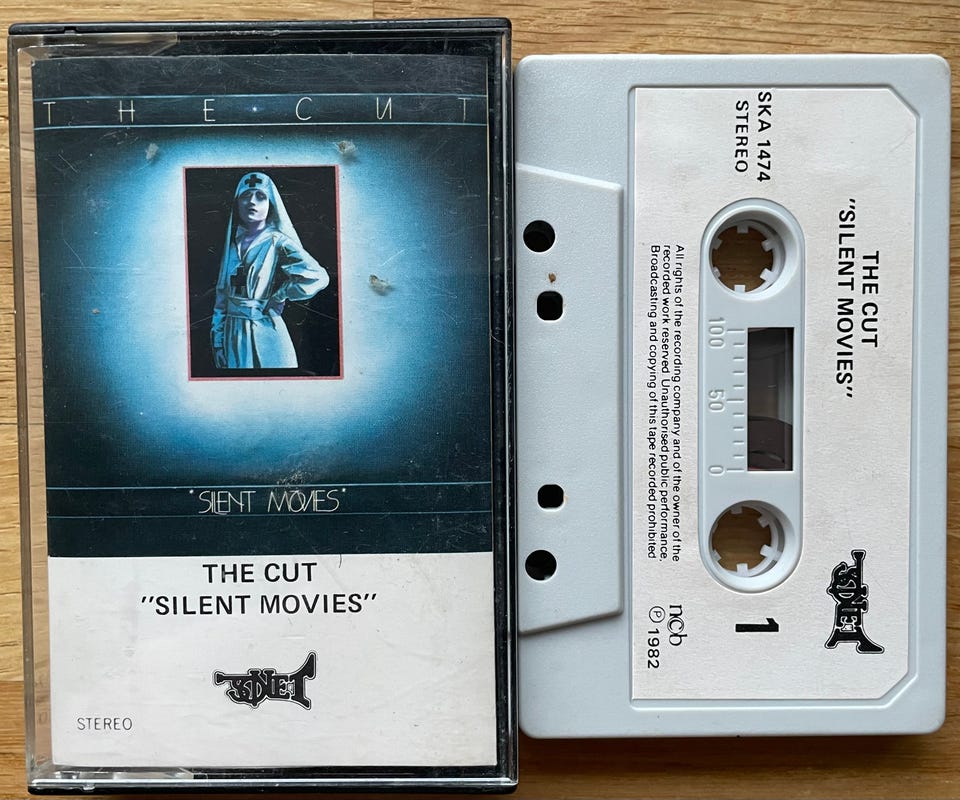 THE CUT
"SILENT MOVIES"
THE CUT
"SILENT MOVIES"
STEREO
THE CUT
"SILENT MOVIES"
SKA 1474
STEREO
100 50 0
All rights of the recording company and of the owner of the
recorded work reserved. Unauthorised public performance,
Broadcasting and copying of this tape recorded prohibited
1
ncb
℗ 1982